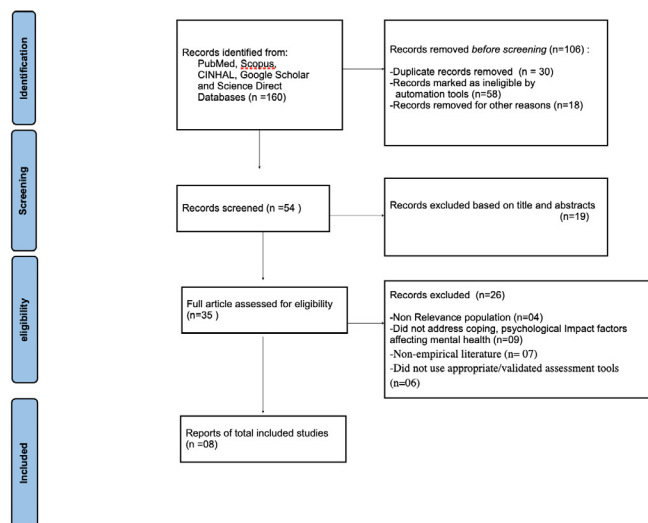 Identification
Records identified from:
PubMed, Scopus,
CINHAL, Google Scholar
and Science Direct
Databases (n =160)
Records removed before screening (n=106) :
-Duplicate records removed (n = 30)
-Records marked as ineligible by
automation tools (n=58)
-Records removed for other reasons (n=18)
Screening
Records screened (n =54 )
Records excluded based on title and abstracts
(n=19)
eligibility
Full article assessed for eligibility
(n=35 )
Records excluded (n=26)
-Non Relevance population (n=04)
-Did not address coping, psychological Impact factors
affecting mental health (n=09)
-Non-empirical literature (n= 07)
-Did not use appropriate/validated assessment tools
(n=06)
Included
Reports of total included studies
(n =08)